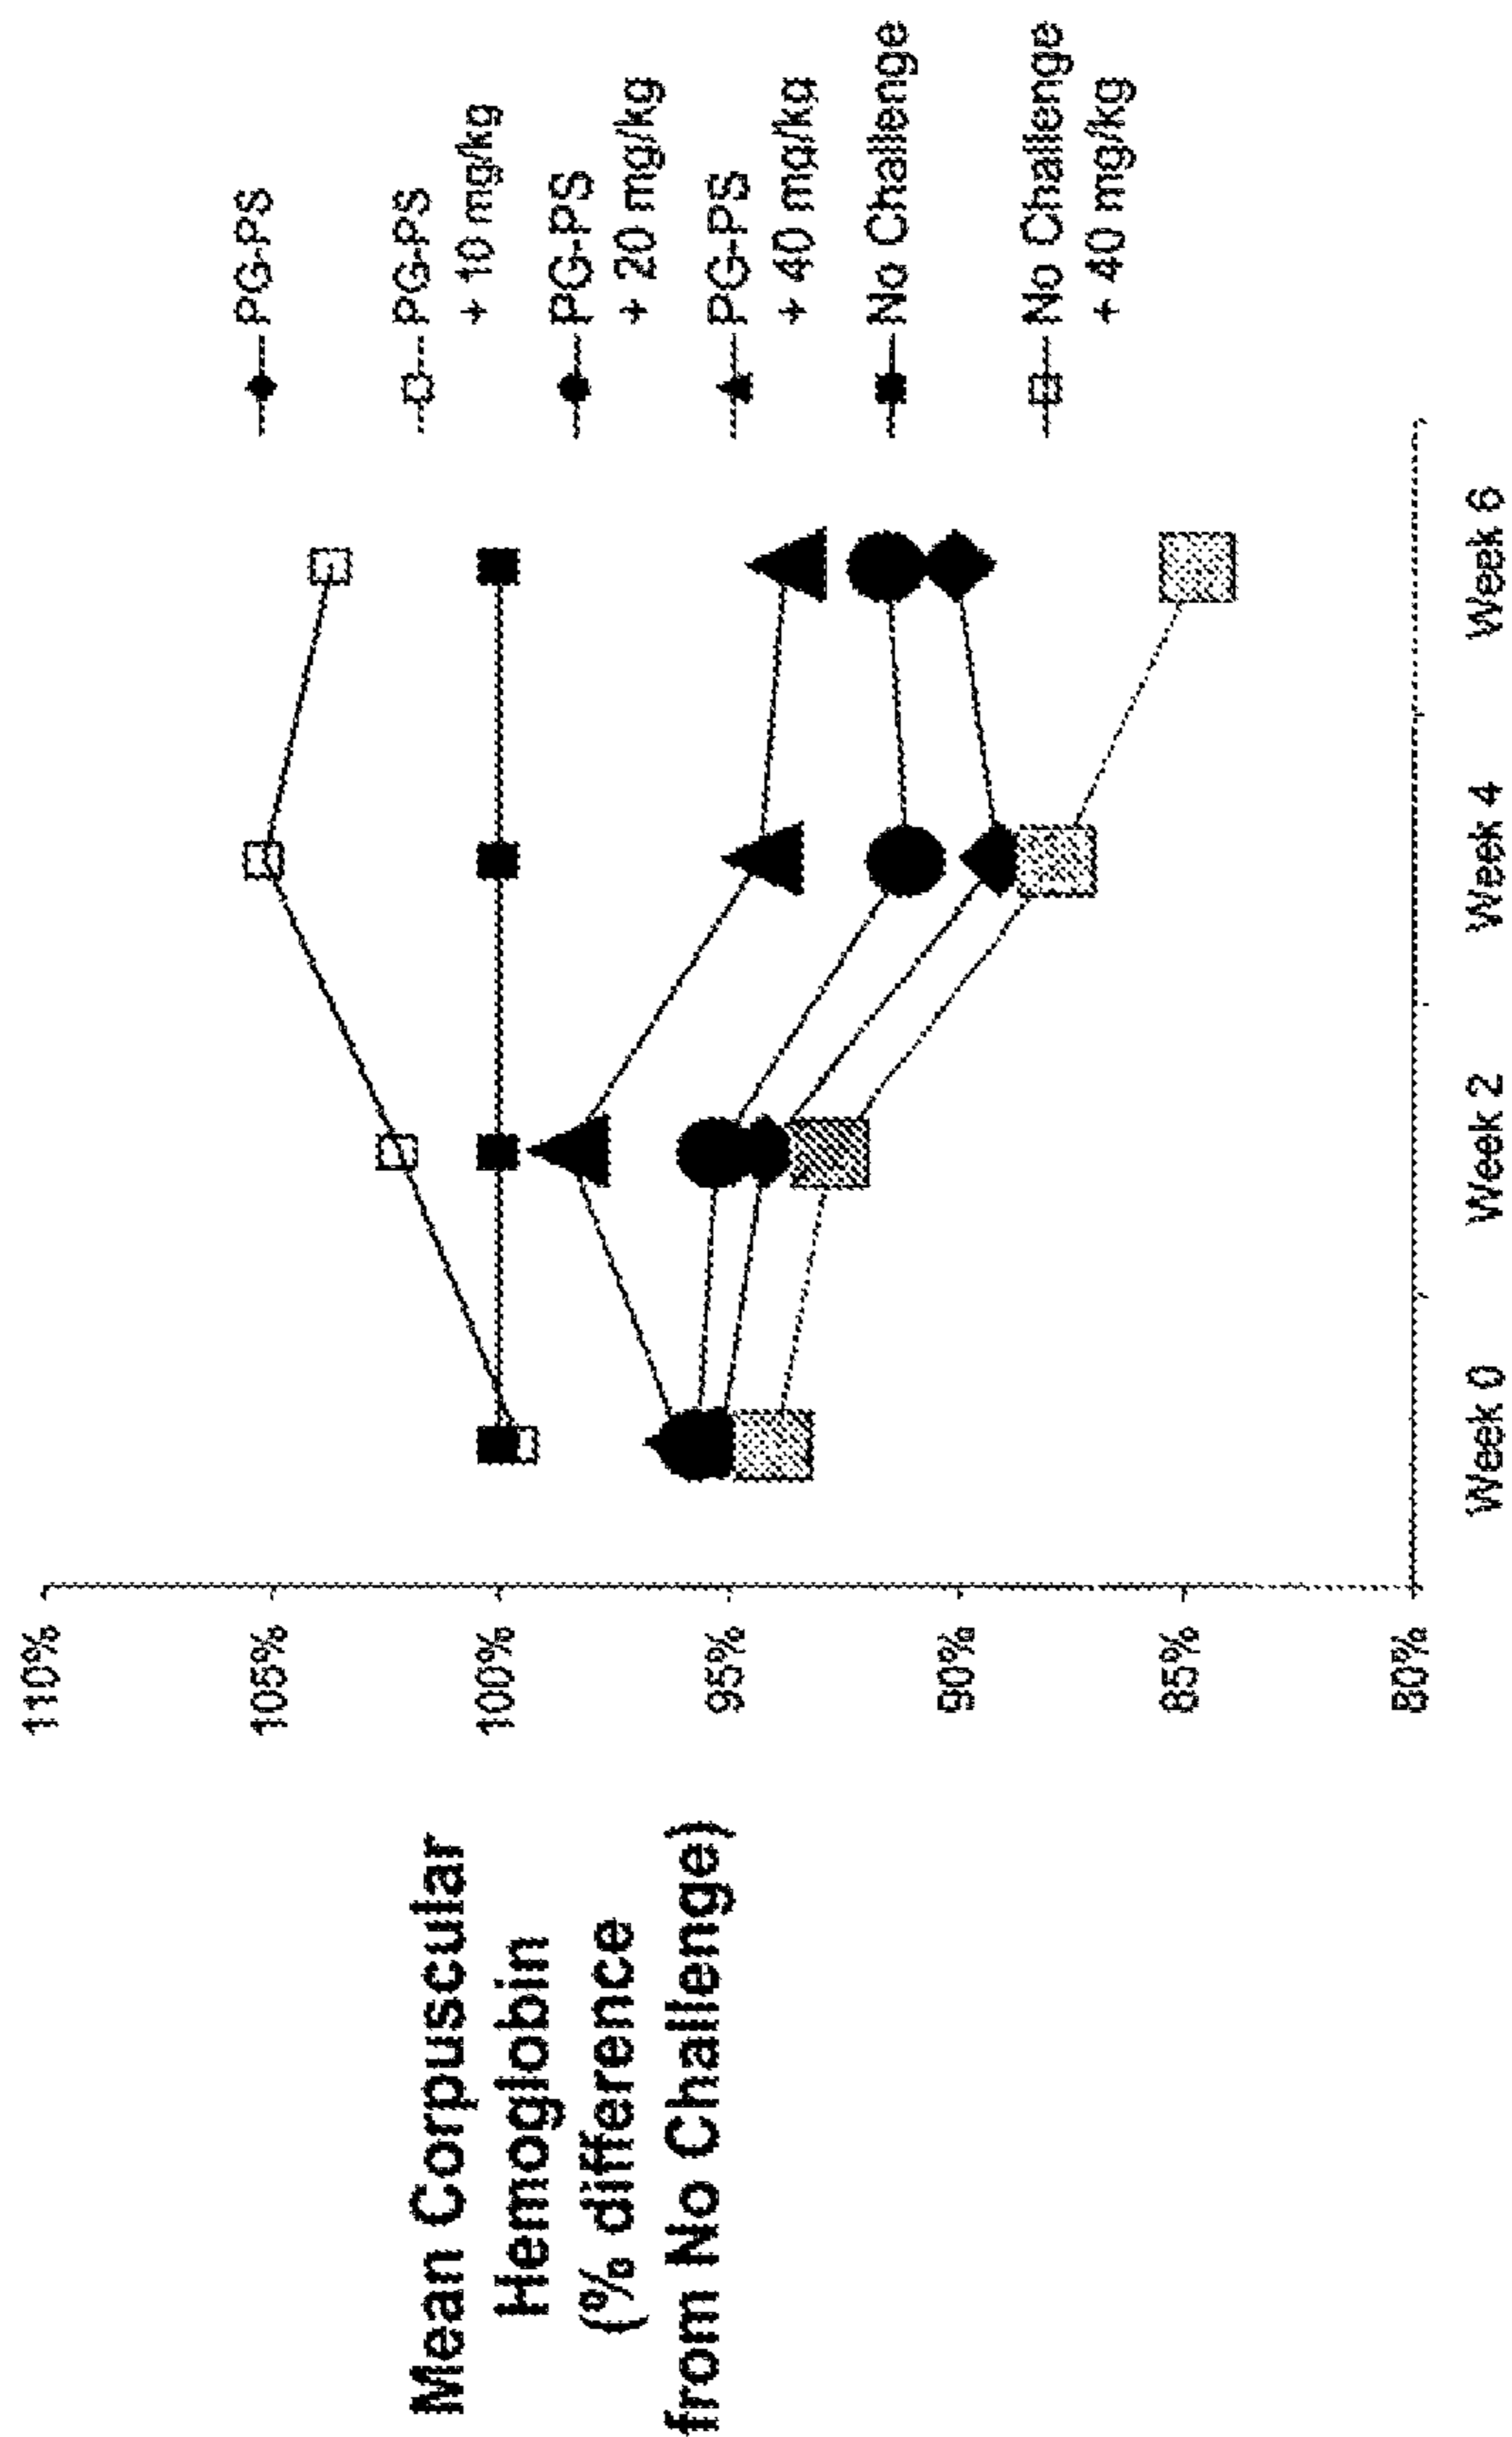 Mean Corpuscular
Hemoglobin
(% difference
from No Challenge)
110%
105%
100%
95%
90%
85%
80%
Week 0
Week 2
Week 4
Week 6
PG-PS
PG-PS
+ 10 mg/kg
PG-PS
+ 20 mg/kg
PG-PS
+ 40 mg/kg
No Challenge
No Challenge
+ 40 mg/kg